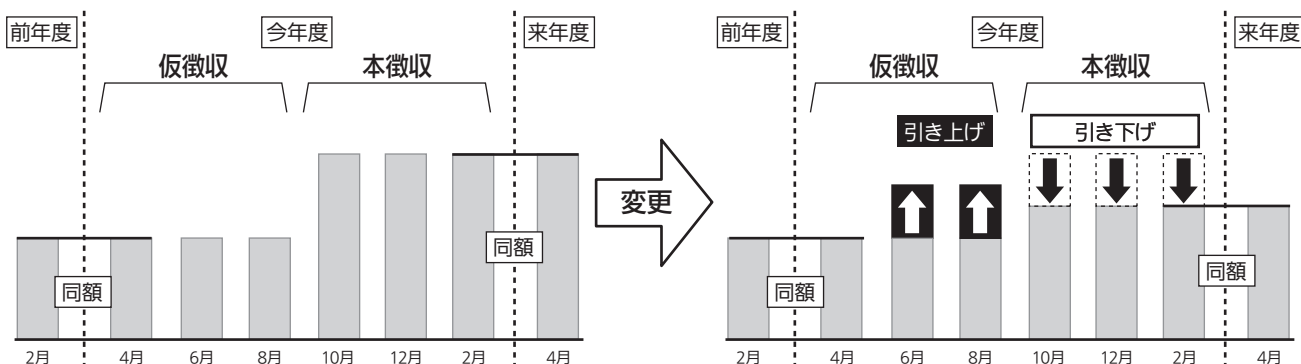 前年度
今年度
来年度
仮徴収
本徴収
同額
同額
2月 4月 6月 8月 10月 12月 2月 4月
変更
前年度
今年度
来年度
仮徴収
本徴収
引き上げ
引き下げ
同額
同額
2月 4月 6月 8月 10月 12月 2月 4月